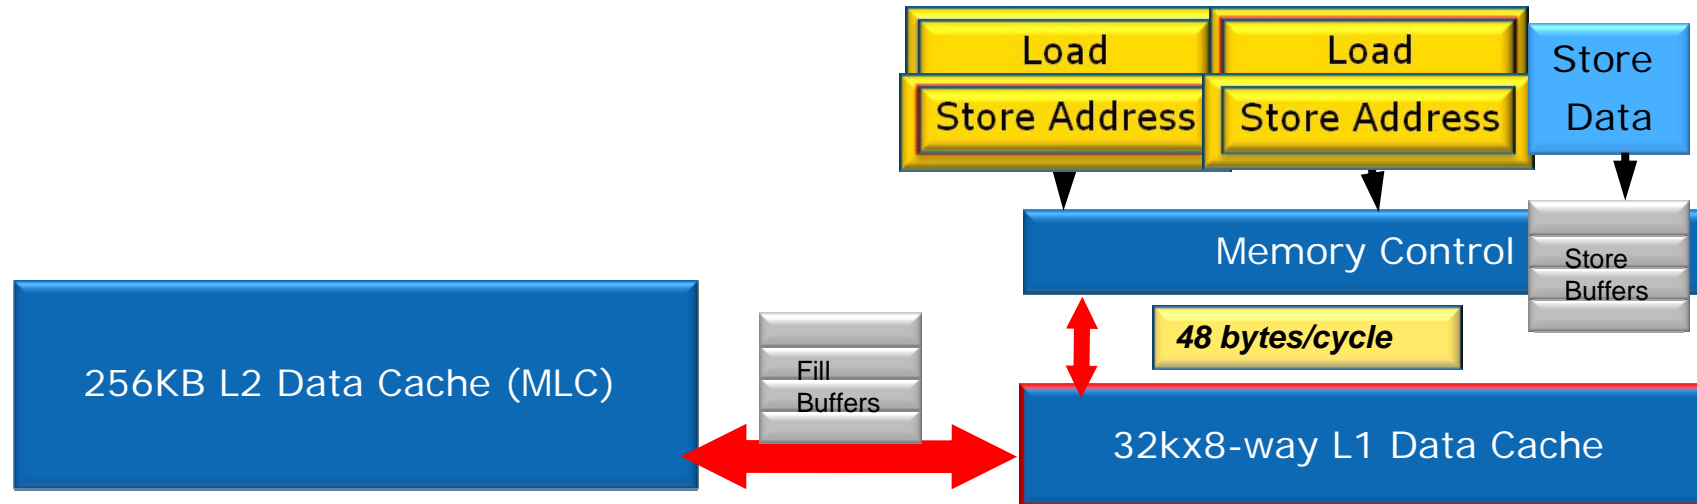 Load
Load
Store
Data
Store Address
Store Address
Memory Control
Store
Buffers
48 bytes/cycle
256KB L2 Data Cache (MLC)
Fill
Buffers
32kx8-way L1 Data Cache